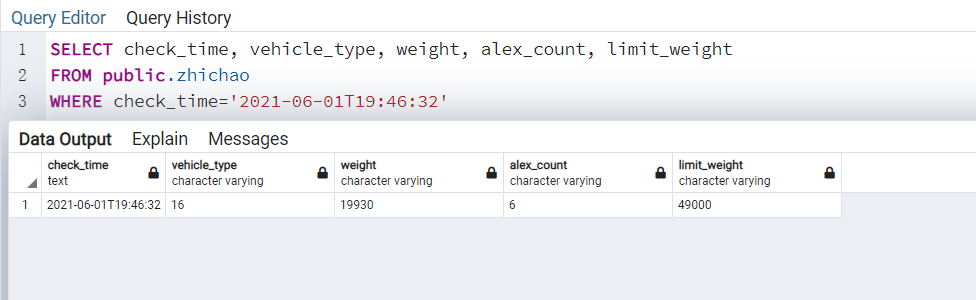 Query Editor Query History
1 SELECT check_time, vehicle_type, weight, alex_count, limit_weight
2 FROM public.zhichao
3 WHERE check_time='2021-06-01T19:46:32'
Data Output Explain Messages
check_time vehicle_type weight alex_count limit_weight
text character varying character varying character varying character varying
1 2021-06-01T19:46:32 16 19930 6 49000